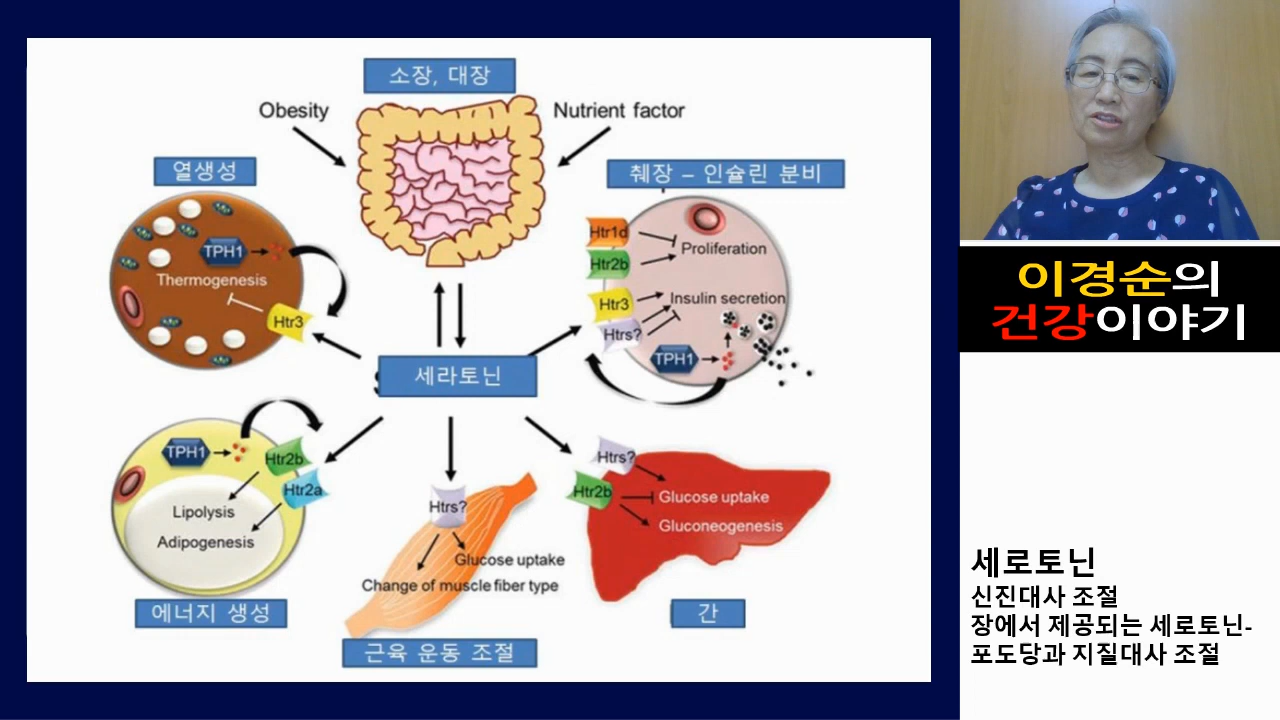 소장, 대장
Obesity
Nutrient factor
열생성
췌장 – 인슐린 분비
TPH1
Thermogenesis
Htr3
Htr1d
Proliferation
Htr2b
Htr3
Insulin secretion
Htrs?
TPH1
세라토닌
TPH1
Htr2b
Htr2a
Lipolysis
Adipogenesis
에너지 생성
Htrs?
Glucose uptake
Change of muscle fiber type
근육 운동 조절
Htrs?
Htr2b
Glucose uptake
Gluconeogenesis
간
이경순의
건강이야기
세로토닌
신진대사 조절
장에서 제공되는 세로토닌-
포도당과 지질대사 조절